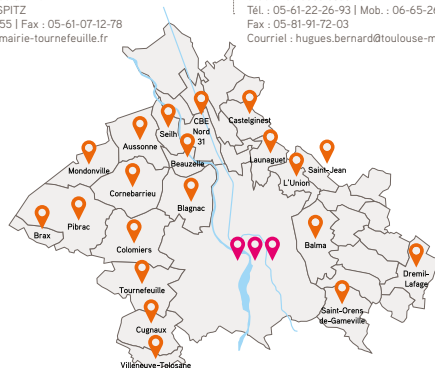 SPITZ
55 | Fax : 05-61-07-12-78
mairie-tournefeuille.fr
Tél. : 05-61-22-26-93 | Mob. : 06-65-26
Fax : 05-81-91-72-03
Courriel : hugues.bernard@toulouse-m
Castelginest
CBE
Nord
31
Seilh
Aussonne
Beauzelle
Launaguet
Saint-Jean
L'Union
Mondonville
Cornebarrieu
Blagnac
Pibrac
Brax
Colomiers
Balma
Dremil-
Lafage
Tournefeuille
Saint-Orens
de-Gameville
Cugnaux
Villeneuve-Tolosane